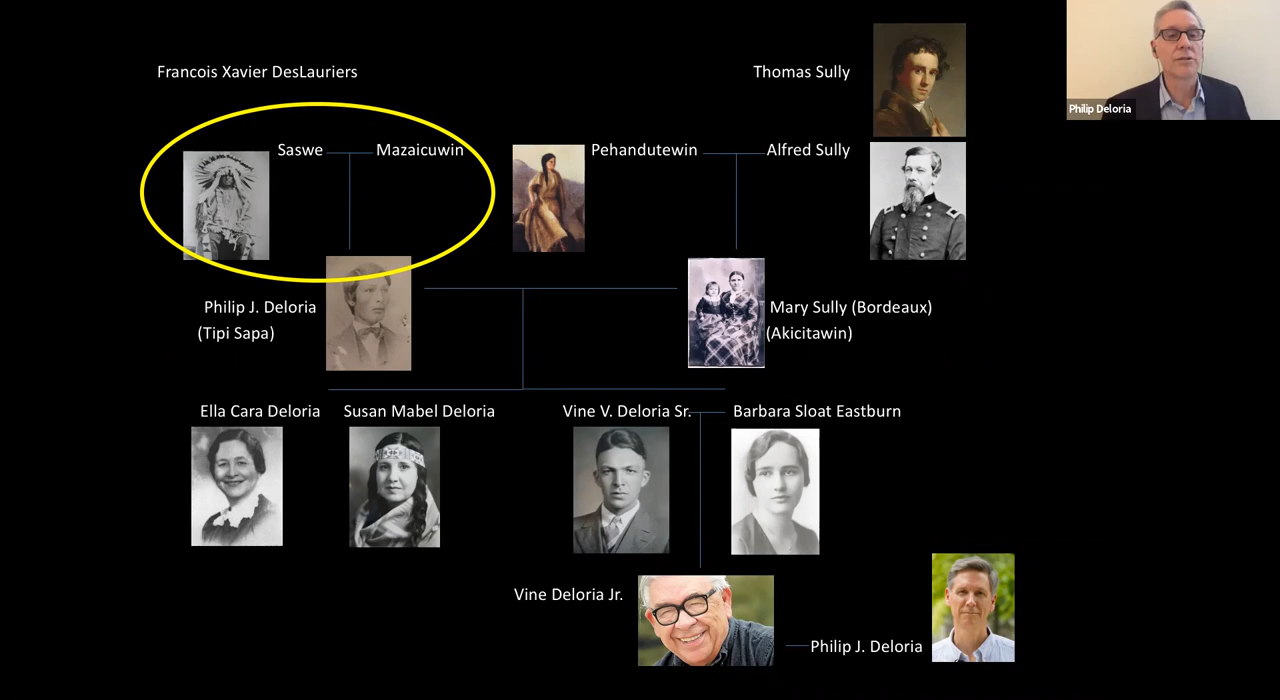 Francois Xavier DesLauriers
Thomas Sully
Philip Deloria
Saswe
Mazaicuwin
Pehandutewin
Alfred Sully
Philip J. Deloria
(Tipi Sapa)
Mary Sully (Bordeaux)
(Akicitawin)
Ella Cara Deloria
Susan Mabel Deloria
Vine V. Deloria Sr.
Barbara Sloat Eastburn
Vine Deloria Jr.
Philip J. Deloria